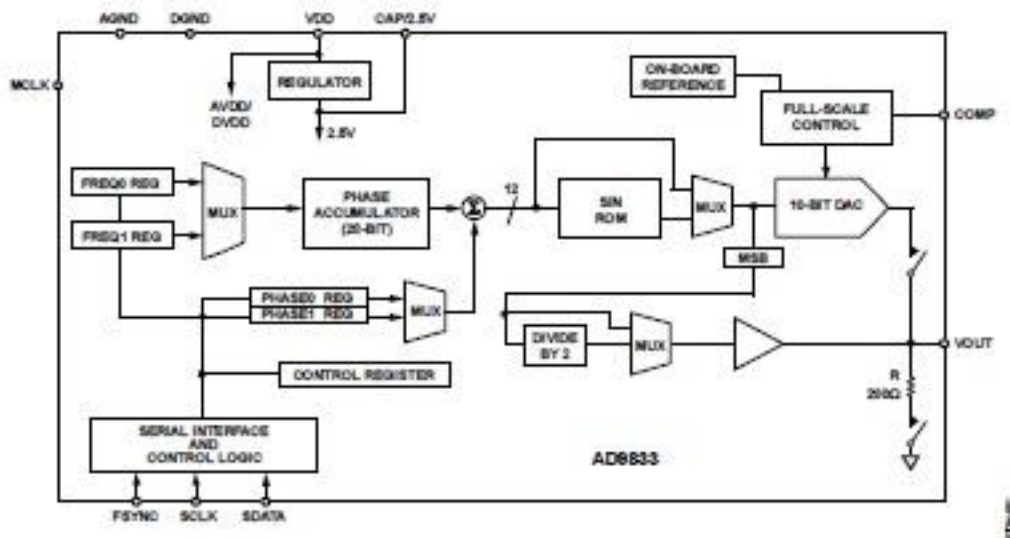 AGND
DGND
VDD
CAP/2.5V
MCLK
REGULATOR
AVDD/
DVDD
2.5V
ON-BOARD
REFERENCE
FULL-SCALE
CONTROL
COMP
FREQ0 REG
FREQ1 REG
MUX
PHASE
ACCUMULATOR
(28-BIT)
Σ
12
SIN
ROM
MUX
10-BIT DAC
MSB
PHASE0 REG
PHASE1 REG
MUX
DIVIDE
BY 2
MUX
VOUT
CONTROL REGISTER
R
200Ω
SERIAL INTERFACE
AND
CONTROL LOGIC
AD9833
FSYNC
SCLK
SDATA